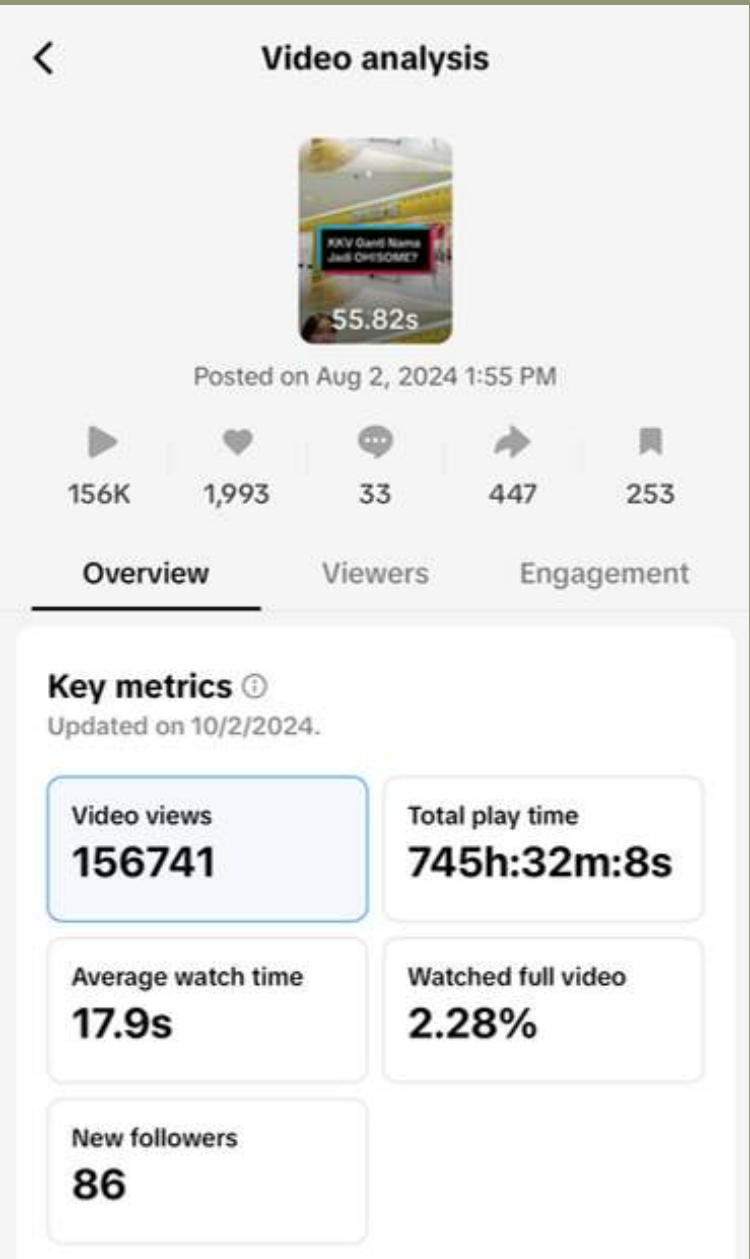 Video analysis
KKV Ganti Nama
Jadi OH!SOME?
55.82s
Posted on Aug 2, 2024 1:55 PM
156K 1,993 33 447 253
Overview Viewers Engagement
Key metrics
Updated on 10/2/2024.
Video views Total play time
156741 745h:32m:8s
Average watch time Watched full video
17.9s 2.28%
New followers
86